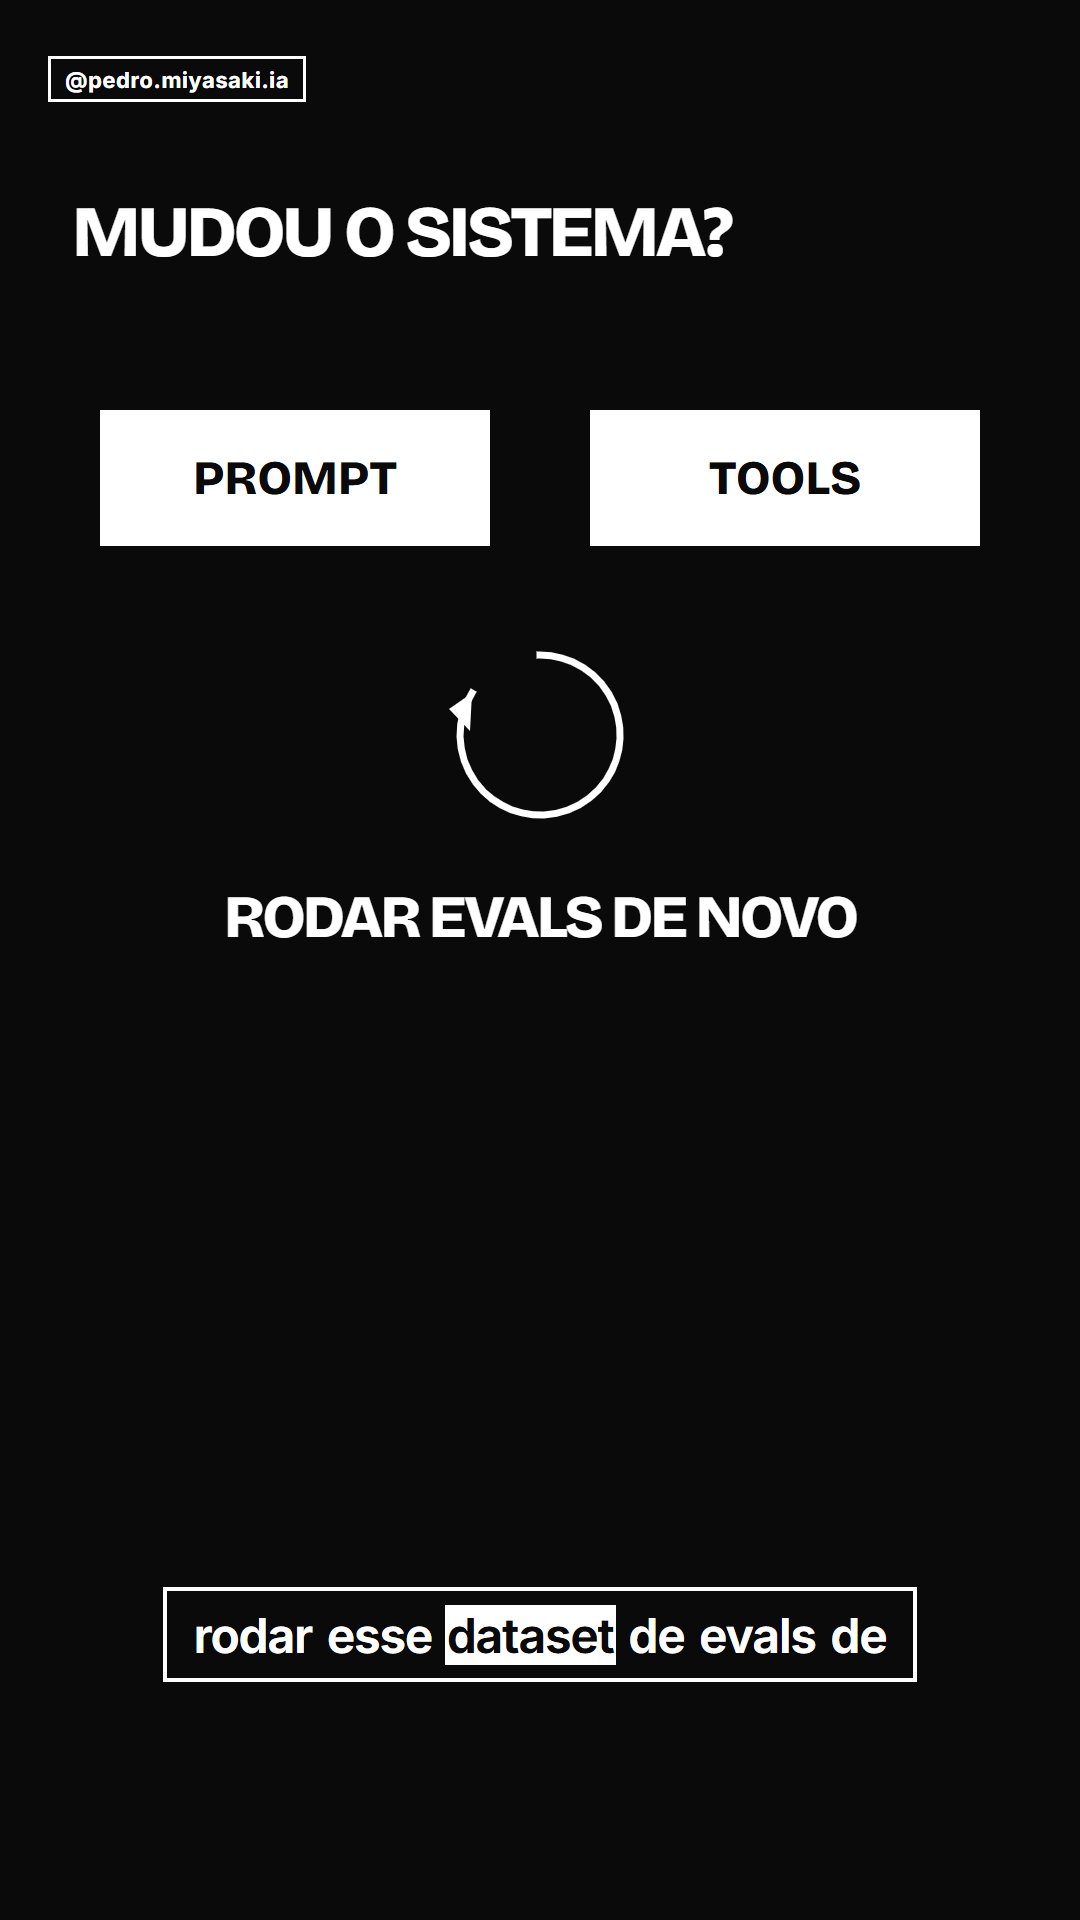 @pedro.miyasaki.ia
MUDOU O SISTEMA?
PROMPT
TOOLS
RODAR EVALS DE NOVO
rodar esse dataset de evals de